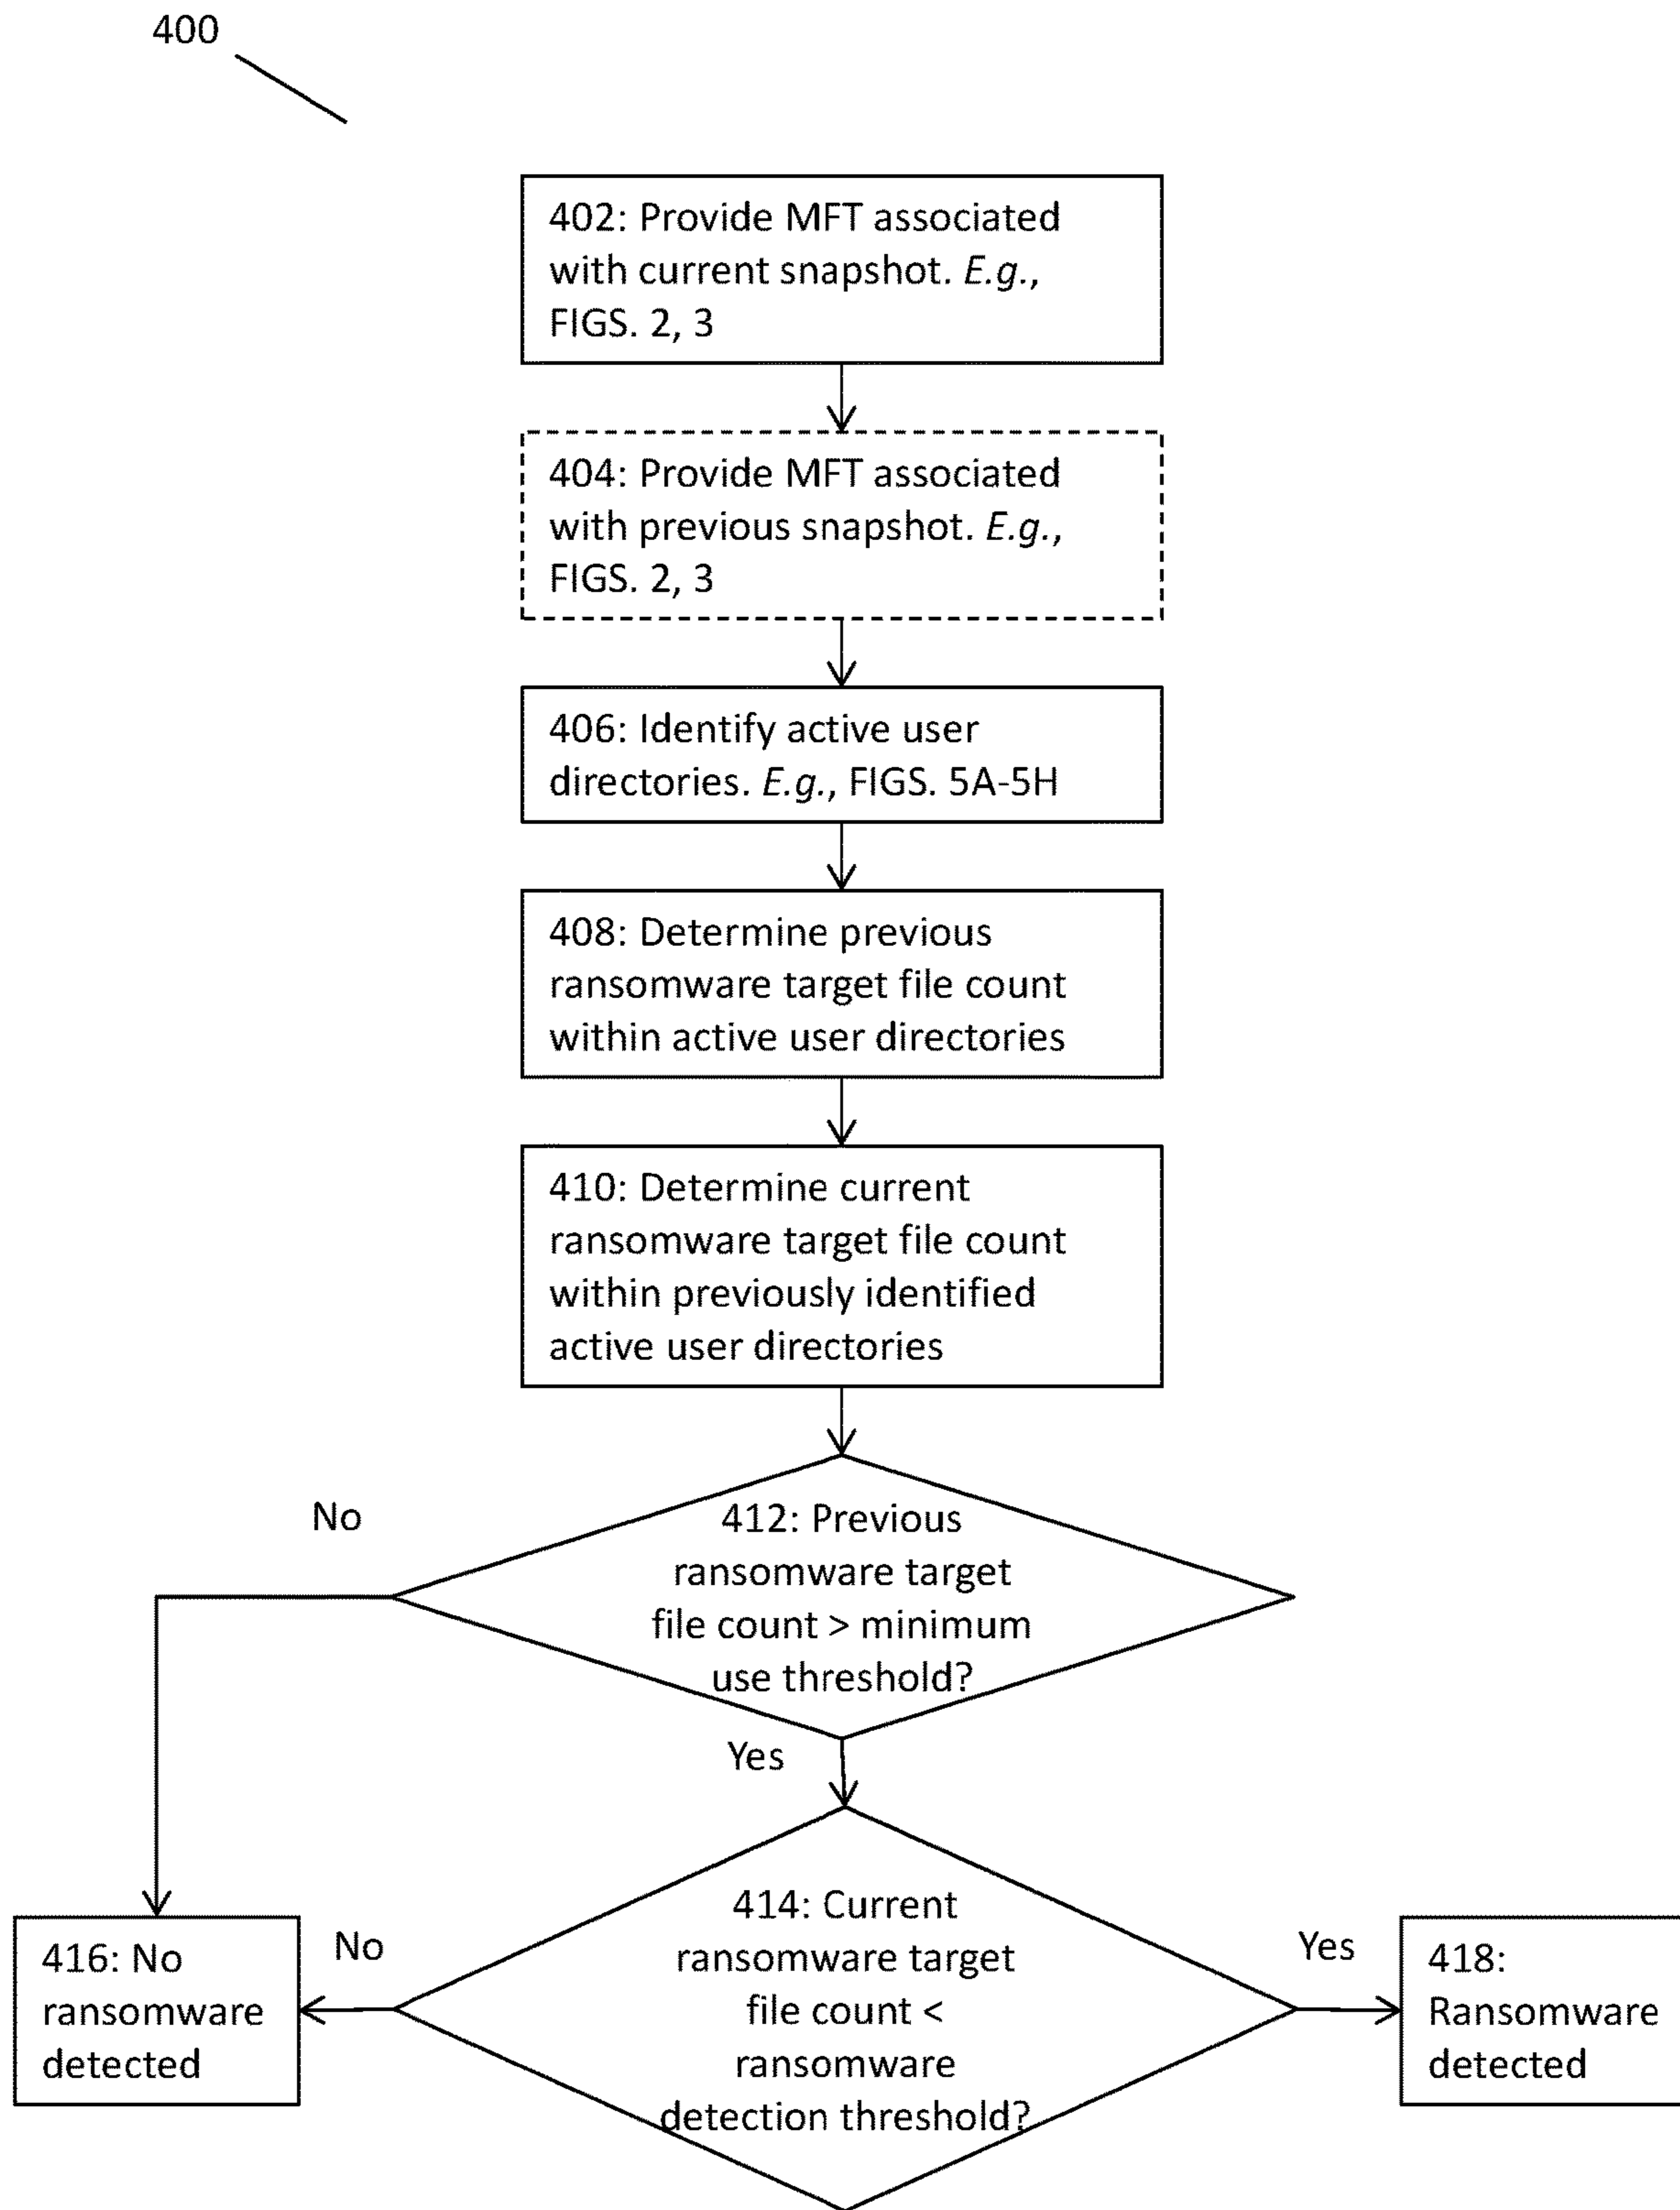 400
402: Provide MFT associated
with current snapshot. E.g.,
FIGS. 2, 3
404: Provide MFT associated
with previous snapshot. E.g.,
FIGS. 2, 3
406: Identify active user
directories. E.g., FIGS. 5A-5H
408: Determine previous
ransomware target file count
within active user directories
410: Determine current
ransomware target file count
within previously identified
active user directories
No
412: Previous
ransomware target
file count > minimum
use threshold?
Yes
414: Current
ransomware target
file count <
ransomware
detection threshold?
No
416: No
ransomware
detected
Yes
418:
Ransomware
detected